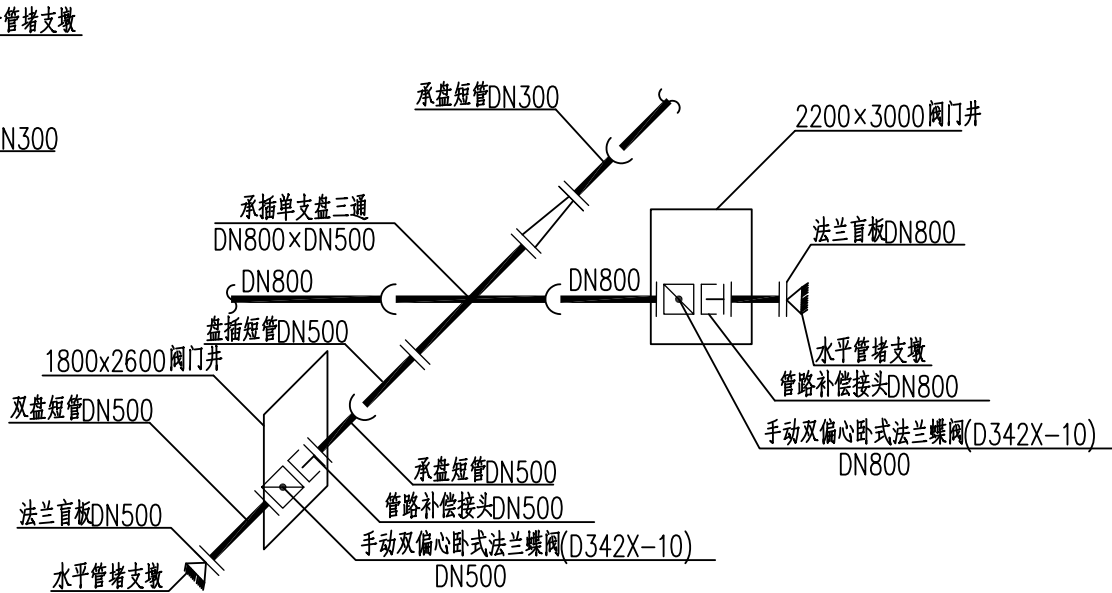 管堵支墩
N300
承盘短管DN300
2200×3000阀门井
承插单支盘三通
DN800×DN500
法兰盲板DN800
DN800
DN800
盘插短管DN500
1800x2600阀门井
水平管堵支墩
管路补偿接头DN800
双盘短管DN500
手动双偏心卧式法兰蝶阀(D342X-10)
DN800
承盘短管DN500
管路补偿接头DN500
法兰盲板DN500
手动双偏心卧式法兰蝶阀(D342X-10)
DN500
水平管堵支墩